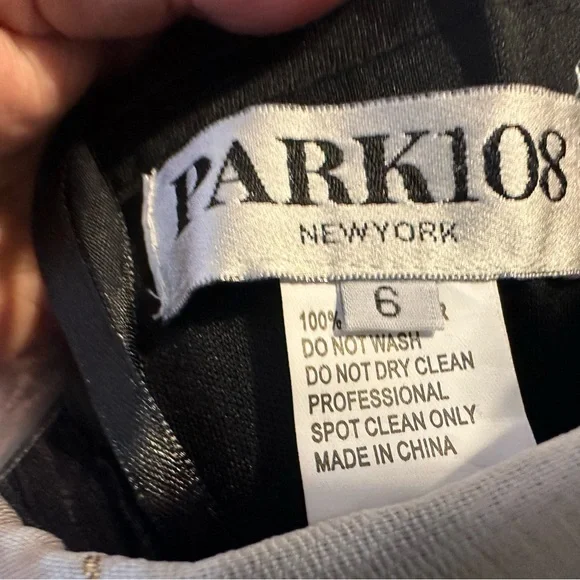 PARK108
NEWYORK
6
100% R
DO NOT WASH
DO NOT DRY CLEAN
PROFESSIONAL
SPOT CLEAN ONLY
MADE IN CHINA